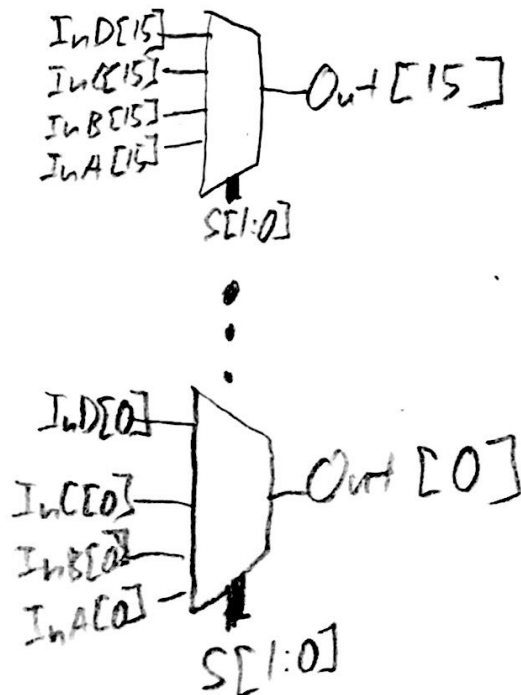 InD[15]
InC[15]
Out[15]
InB[15]
InA[15]
S[1:0]
InD[0]
InC[0]
Out[0]
InB[0]
InA[0]
S[1:0]